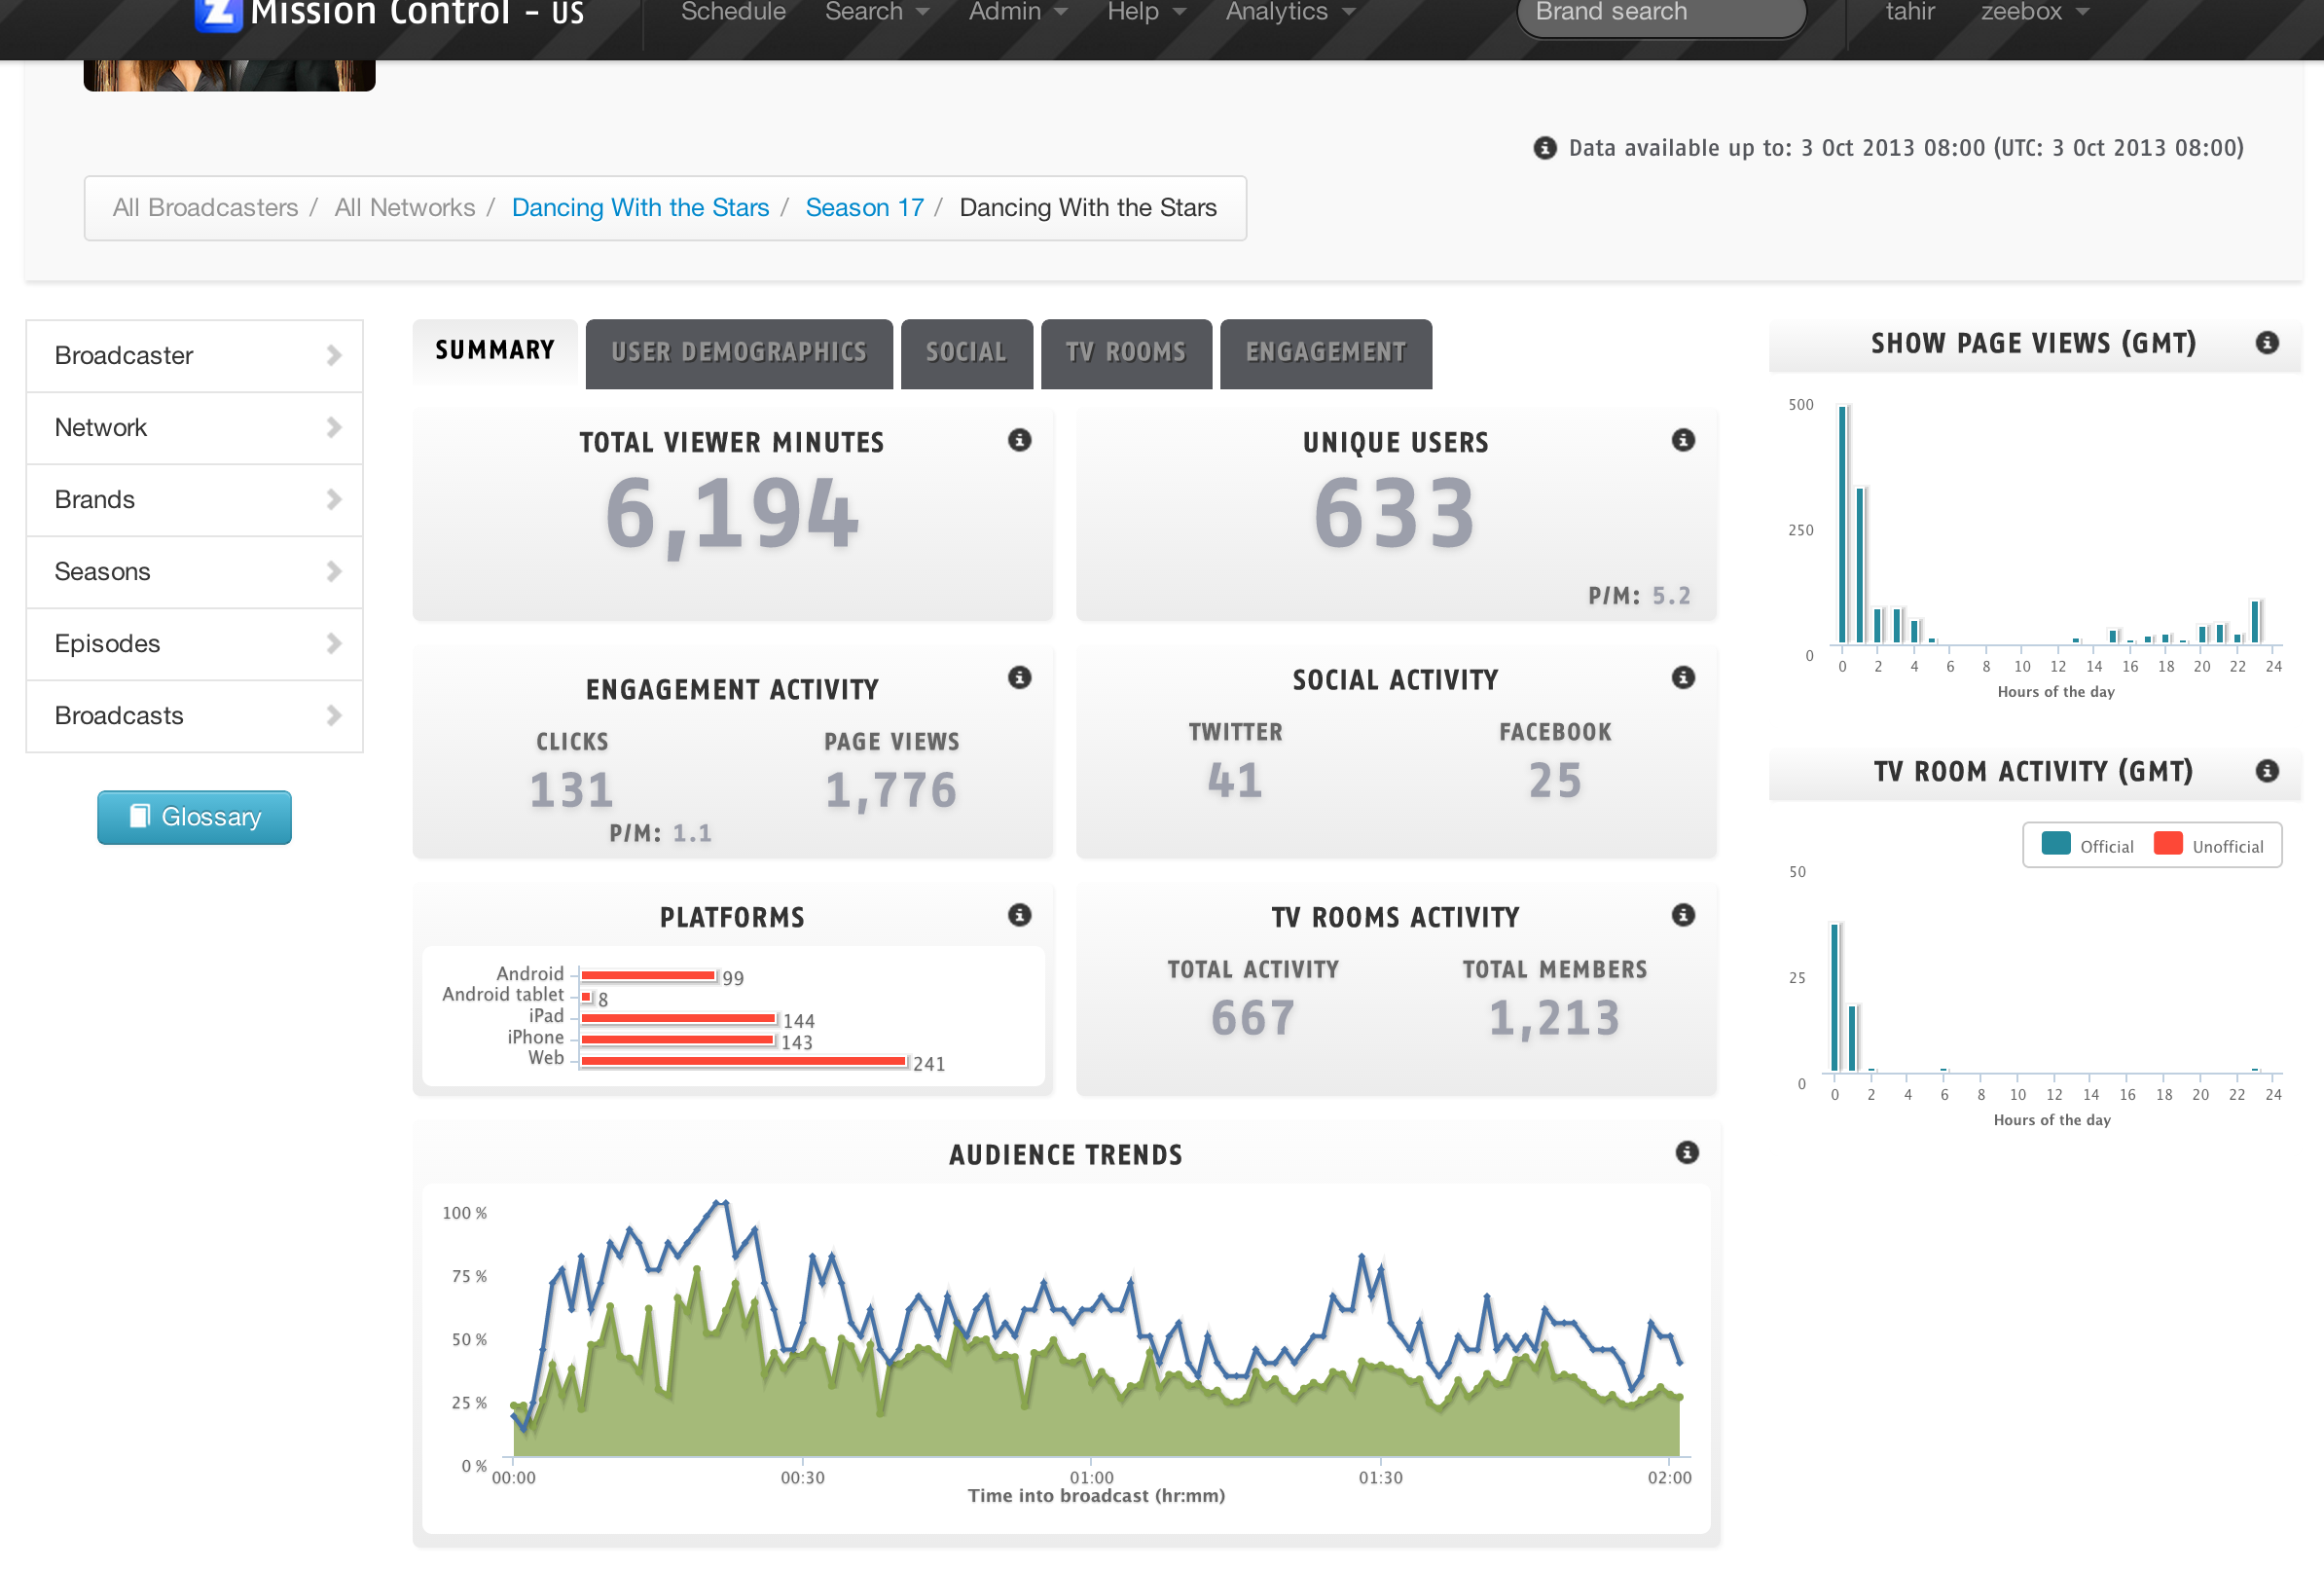 Mission Control – US
Schedule
Search
Admin
Help
Analytics
Brand search
tahir
zeebox
Data available up to: 3 Oct 2013 08:00 (UTC: 3 Oct 2013 08:00)
All Broadcasters / All Networks / Dancing With the Stars / Season 17 / Dancing With the Stars
Broadcaster
Network
Brands
Seasons
Episodes
Broadcasts
Glossary
SUMMARY
USER DEMOGRAPHICS
SOCIAL
TV ROOMS
ENGAGEMENT
TOTAL VIEWER MINUTES
6,194
UNIQUE USERS
633
P/M: 5.2
ENGAGEMENT ACTIVITY
CLICKS
131
PAGE VIEWS
1,776
P/M: 1.1
SOCIAL ACTIVITY
TWITTER
41
FACEBOOK
25
PLATFORMS
Android 99
Android tablet 8
iPad 144
iPhone 143
Web 241
TV ROOMS ACTIVITY
TOTAL ACTIVITY
667
TOTAL MEMBERS
1,213
AUDIENCE TRENDS
100 %
75 %
50 %
25 %
0 %
00:00 00:30 01:00 01:30 02:00
Time into broadcast (hr:mm)
SHOW PAGE VIEWS (GMT)
500
250
0
0 2 4 6 8 10 12 14 16 18 20 22 24
Hours of the day
TV ROOM ACTIVITY (GMT)
Official Unofficial
50
25
0
0 2 4 6 8 10 12 14 16 18 20 22 24
Hours of the day